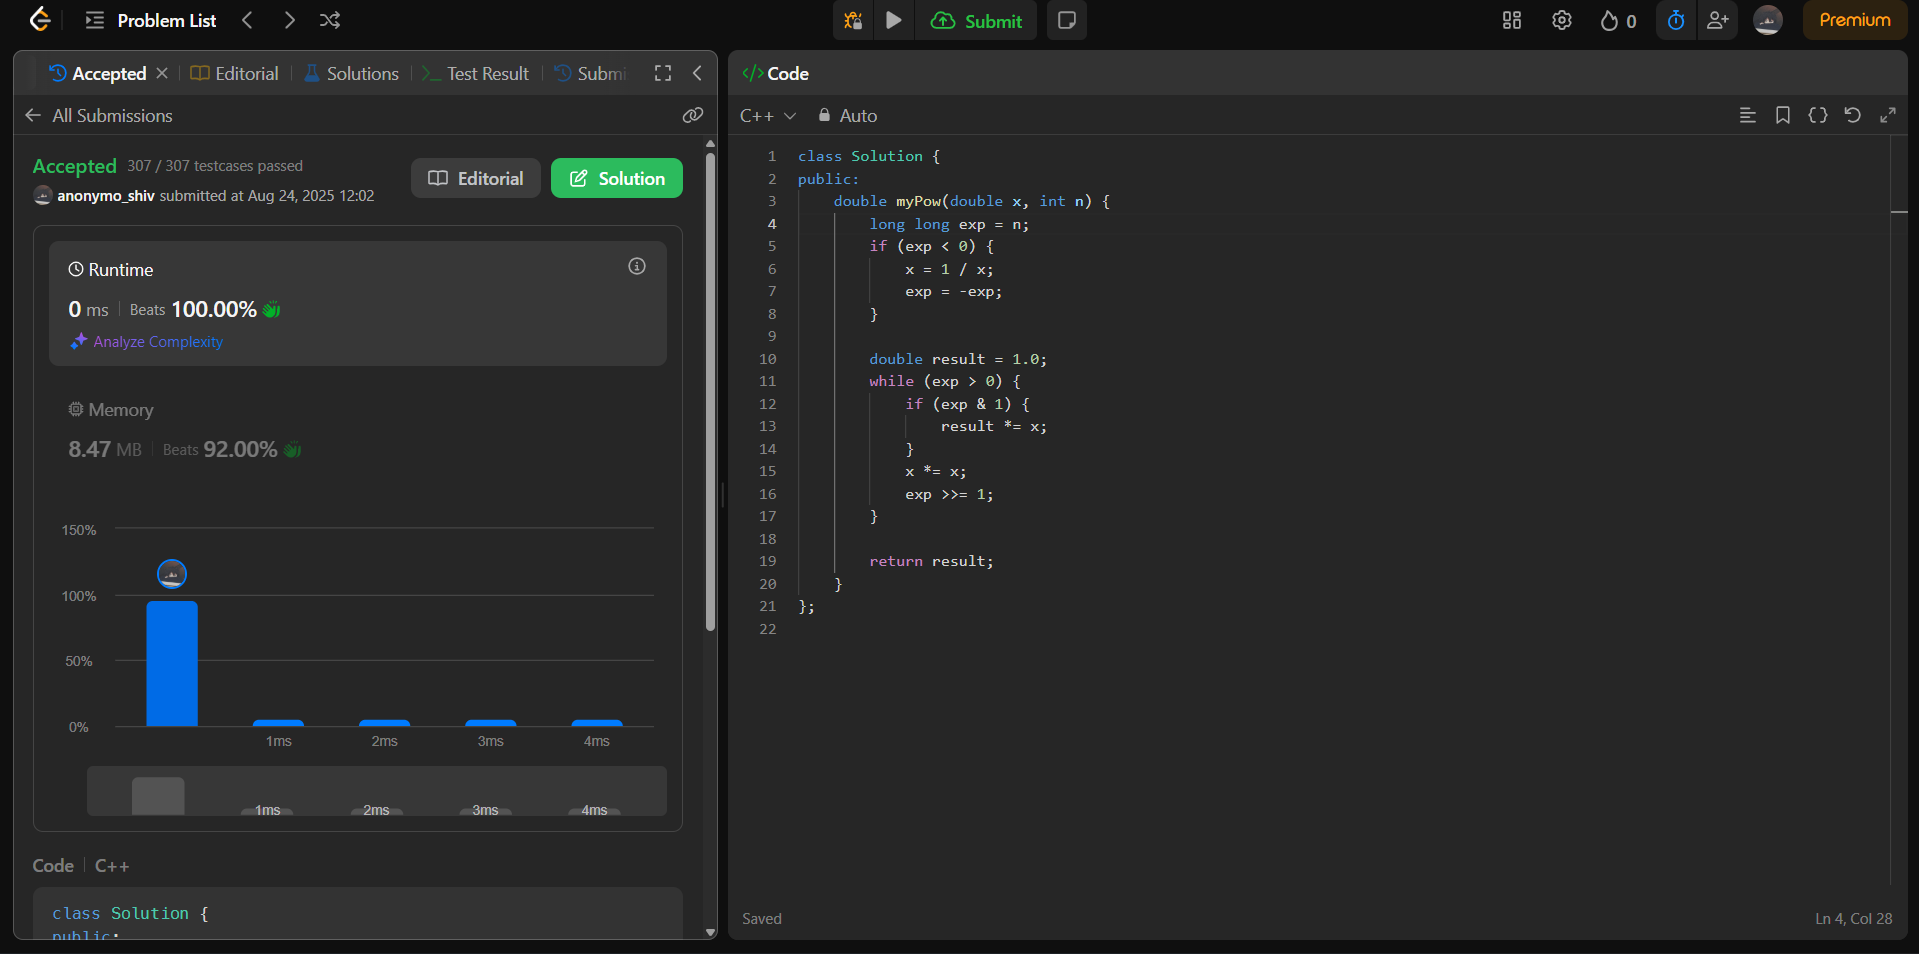 Problem List
Submit
0
Premium
Accepted
Editorial
Solutions
Test Result
Submi
All Submissions
Accepted 307 / 307 testcases passed
anonymo_shiv submitted at Aug 24, 2025 12:02
Editorial
Solution
Runtime
0 ms Beats 100.00%
Analyze Complexity
Memory
8.47 MB Beats 92.00%
150%
100%
50%
0%
1ms 2ms 3ms 4ms
1ms 2ms 3ms 4ms
Code C++
class Solution {
public:
</> Code
C++ Auto
1 class Solution {
2 public:
3 double myPow(double x, int n) {
4 long long exp = n;
5 if (exp < 0) {
6 x = 1 / x;
7 exp = -exp;
8 }
9
10 double result = 1.0;
11 while (exp > 0) {
12 if (exp & 1) {
13 result *= x;
14 }
15 x *= x;
16 exp >>= 1;
17 }
18
19 return result;
20 }
21 };
22
Saved
Ln 4, Col 28